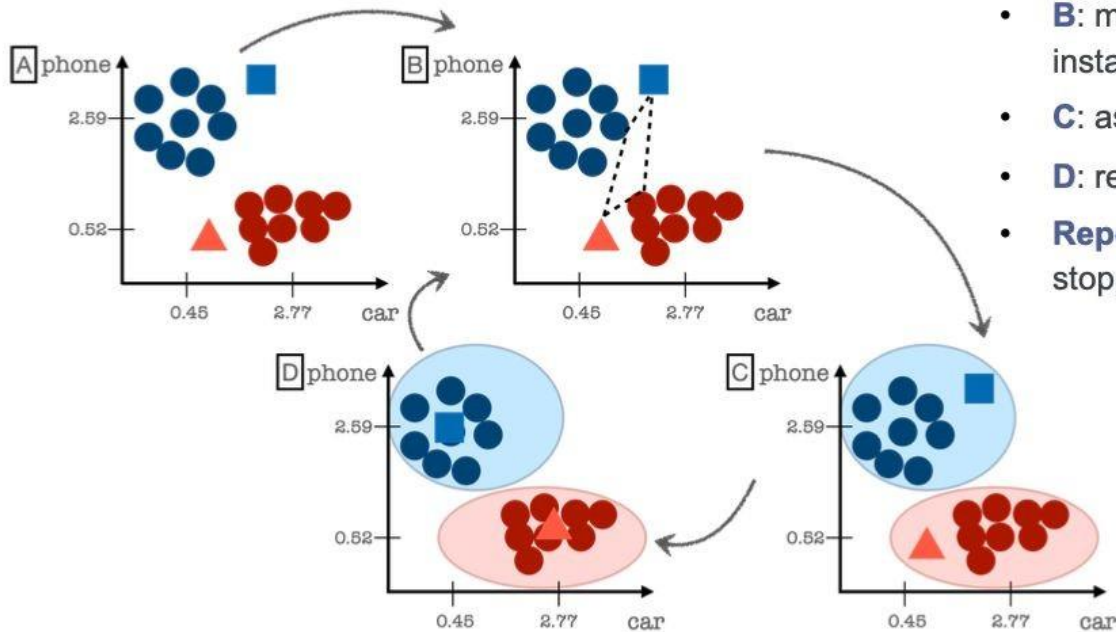 A phone
2.59
0.52
0.45 2.77 car
B phone
2.59
0.52
0.45 2.77 car
• B: m
insta
• C: as
• D: re
• Rep
stop
D phone
2.59
0.52
0.45 2.77 car
C phone
2.59
0.52
0.45 2.77 car